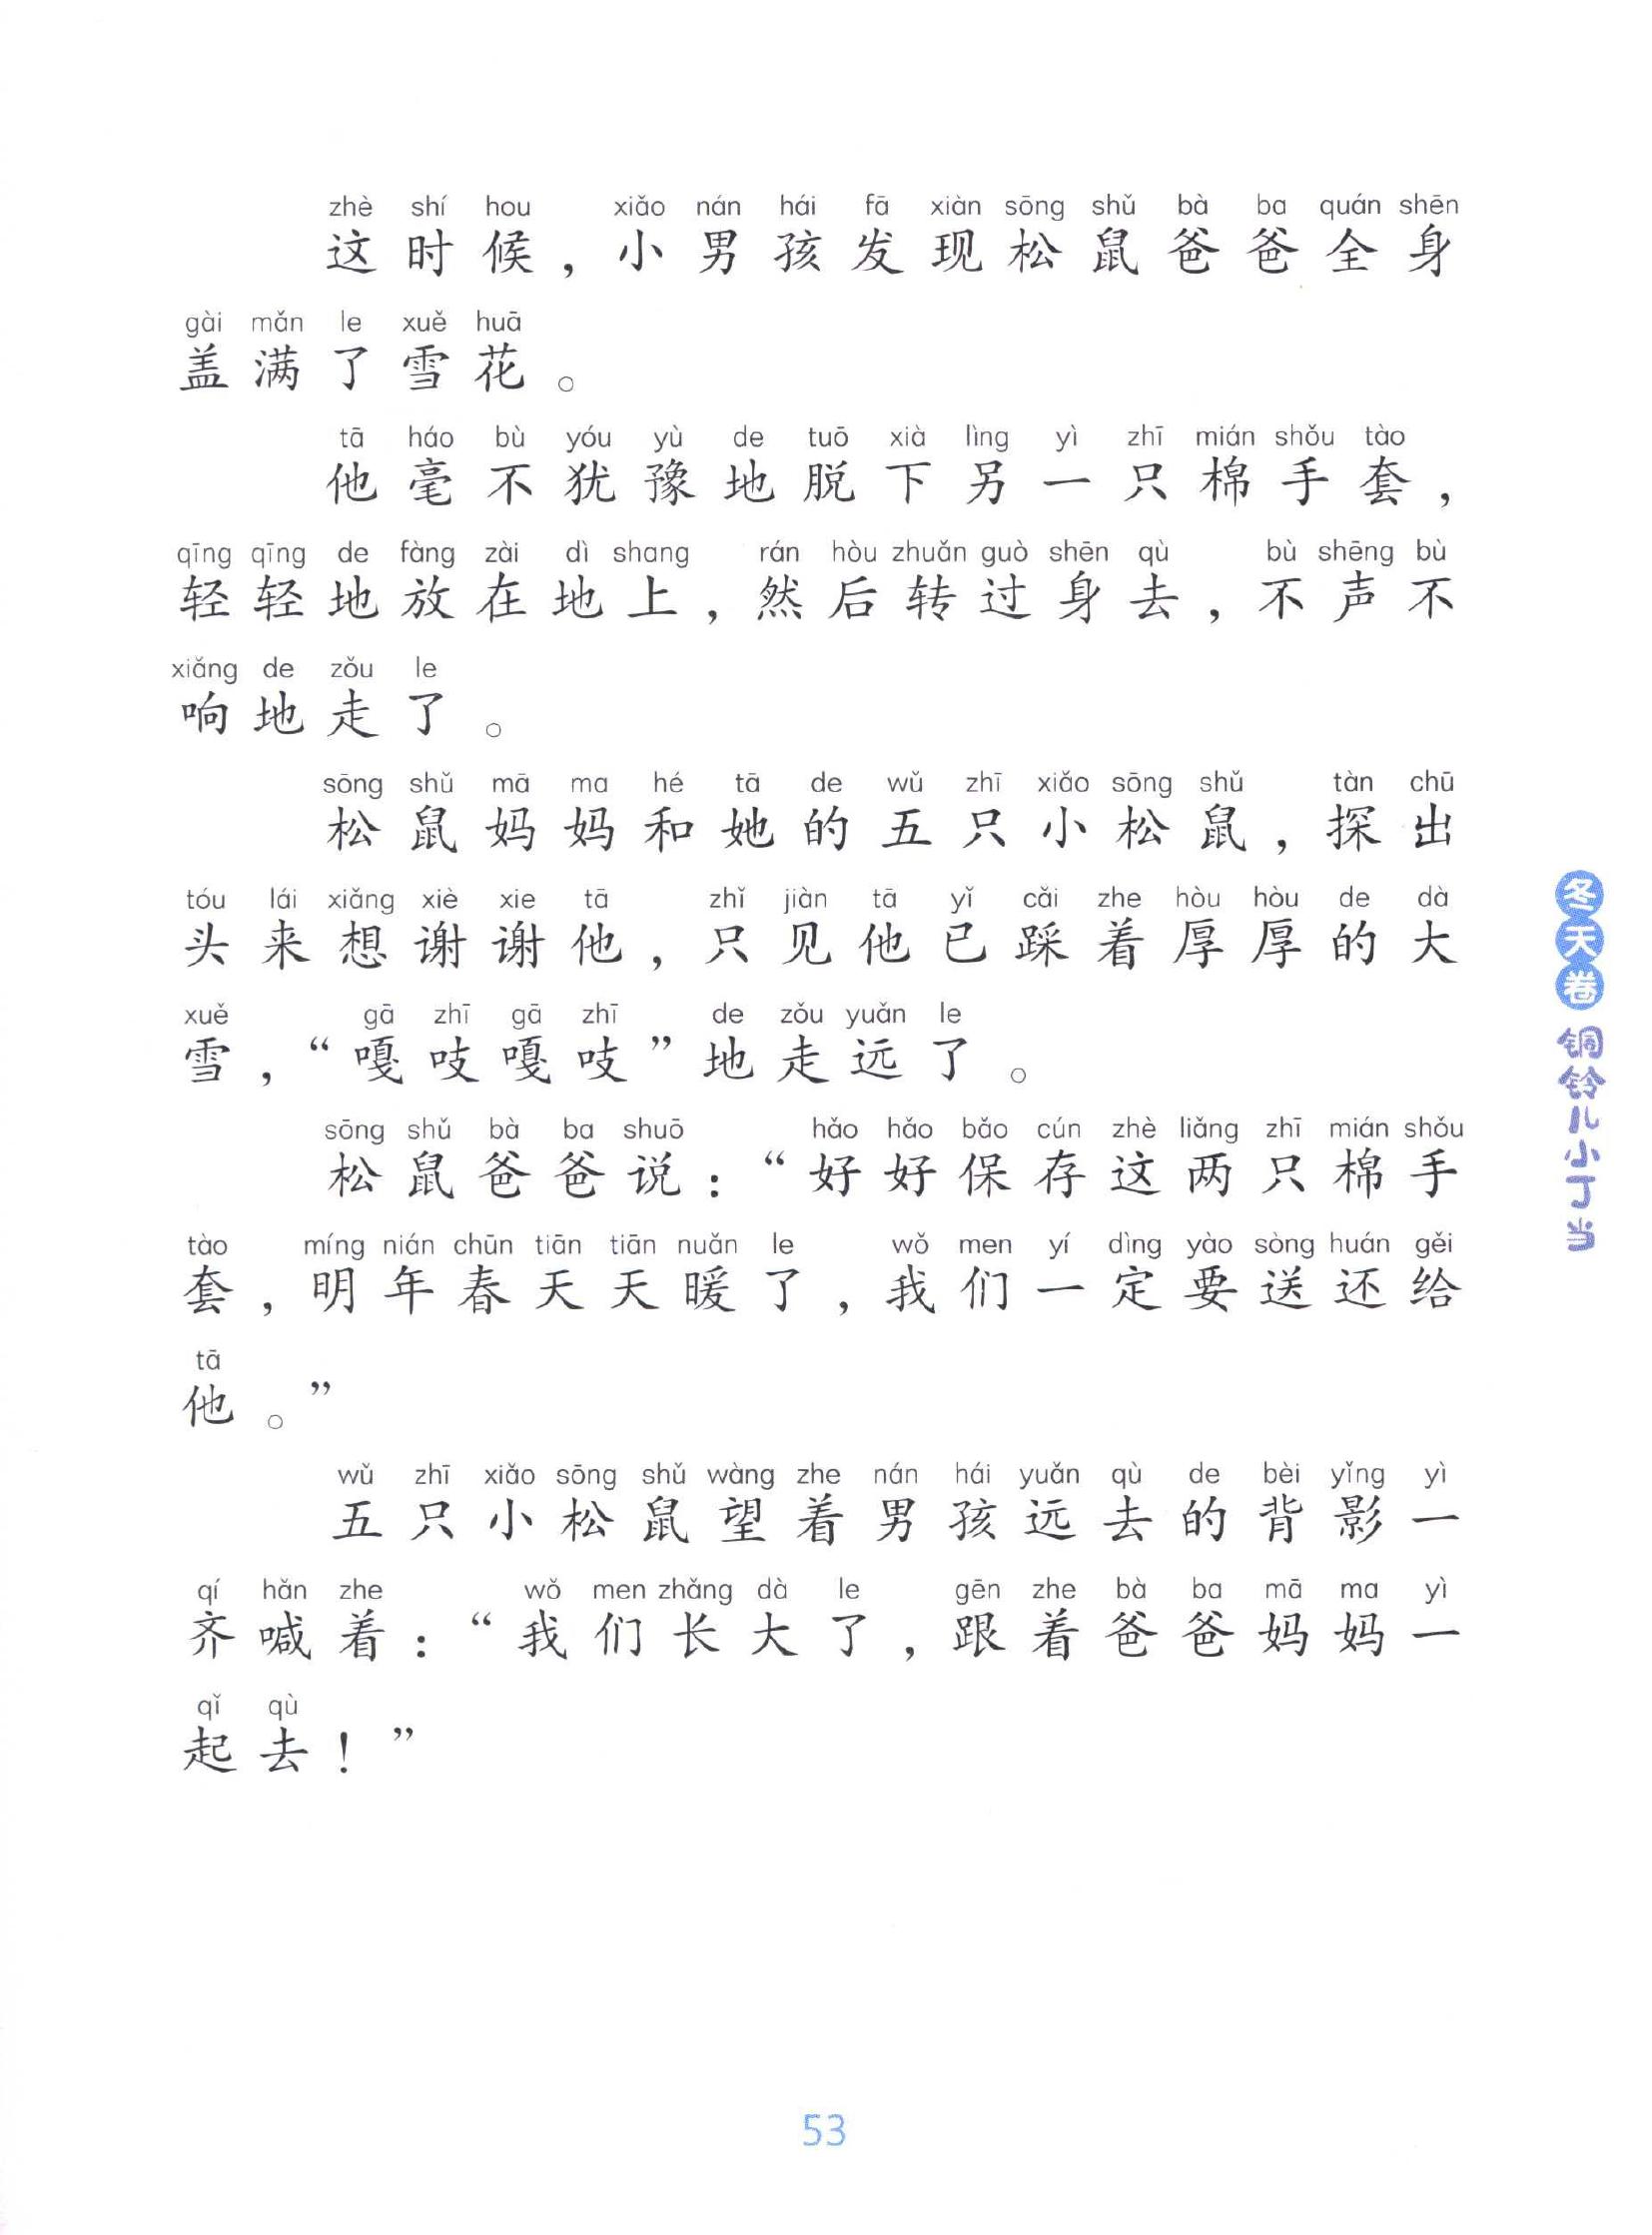 zhè shí hou xiǎo nán hái fā xiàn sōng shǔ bà ba quán shēn
这时候，小男孩发现松鼠爸爸全身
gài mǎn le xuě huā
盖满了雪花。
tā háo bù yóu yù de tuō xià lìng yì zhī mián shǒu tào
他毫不犹豫地脱下另一只棉手套，
qīng qīng de fàng zài dì shang rán hòu zhuǎn guò shēn qù bù shēng bù
轻轻地放在地上，然后转过身去，不声不
xiǎng de zǒu le
响地走了。
sōng shǔ mā ma hé tā de wǔ zhī xiǎo sōng shǔ tàn chū
松鼠妈妈和她的五只小松鼠，探出
tóu lái xiǎng xiè xie tā zhǐ jiàn tā yǐ cǎi zhe hòu hòu de dà
头来想谢谢他，只见他已踩着厚厚的大
xuě gā zhī gā zhī de zǒu yuǎn le
雪，“嘎吱嘎吱”地走远了。
sōng shǔ bà ba shuō hǎo hǎo bǎo cún zhè liǎng zhī mián shǒu
松鼠爸爸说：“好好保存这两只棉手
tào míng nián chūn tiān tiān nuǎn le wǒ men yí dìng yào sòng huán gěi
套，明年春天天暖了，我们一定要送还给
tā
他。”
wǔ zhī xiǎo sōng shǔ wàng zhe nán hái yuǎn qù de bèi yǐng yì
五只小松鼠望着男孩远去的背影一
qí hǎn zhe wǒ men zhǎng dà le gēn zhe bà ba mā ma yì
齐喊着：“我们长大了，跟着爸爸妈妈一
qǐ qù
起去！”
冬天卷 铜铃儿小丁当
53